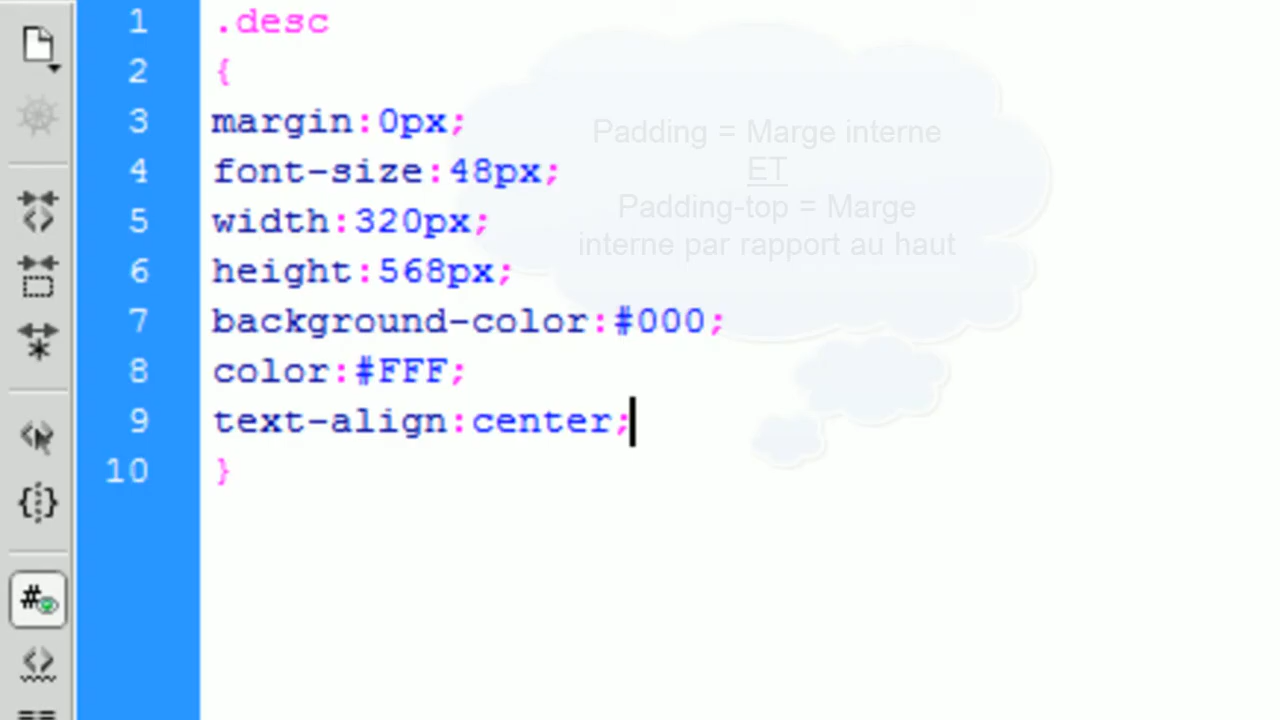 1 .desc
2 {
3 margin:0px;
4 font-size:48px;
5 width:320px;
6 height:568px;
7 background-color:#000;
8 color:#FFF;
9 text-align:center;
10 }
Padding = Marge interne
ET
Padding-top = Marge
interne par rapport au haut